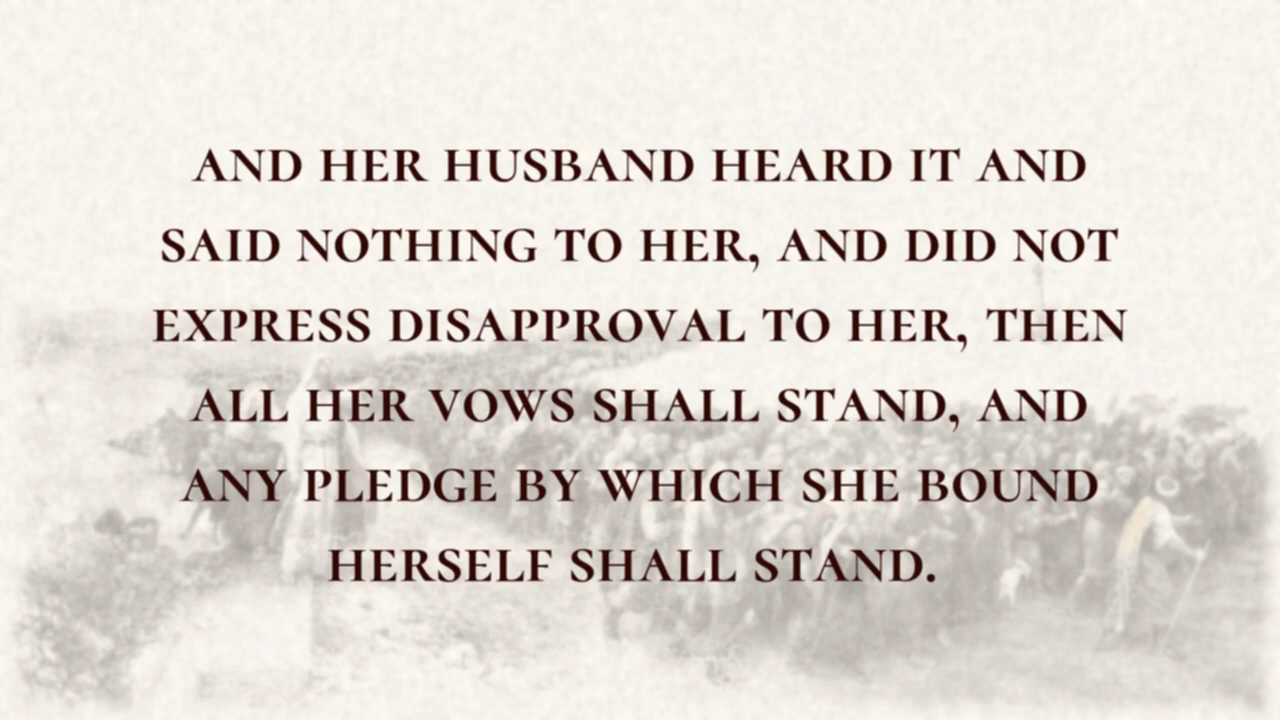 AND HER HUSBAND HEARD IT AND
SAID NOTHING TO HER, AND DID NOT
EXPRESS DISAPPROVAL TO HER, THEN
ALL HER VOWS SHALL STAND, AND
ANY PLEDGE BY WHICH SHE BOUND
HERSELF SHALL STAND.